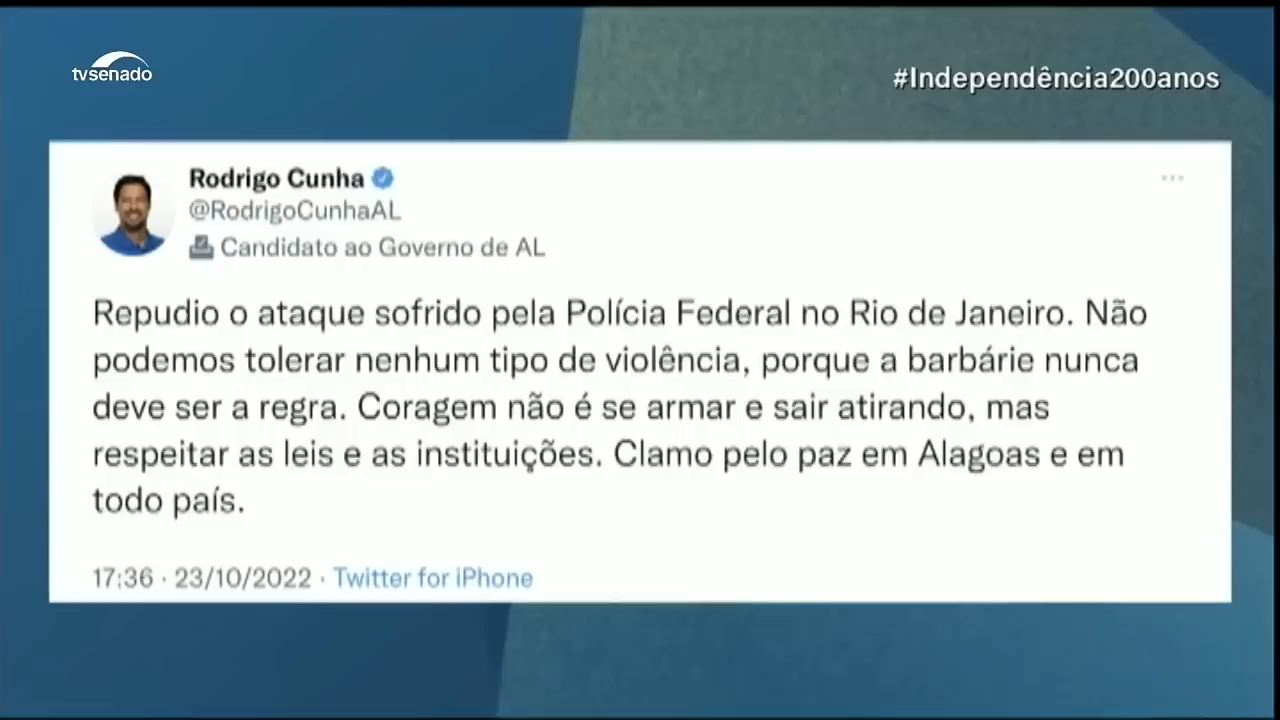 tvsenado
#Independência200anos
Rodrigo Cunha
@RodrigoCunhaAL
Candidato ao Governo de AL
Repudio o ataque sofrido pela Polícia Federal no Rio de Janeiro. Não
podemos tolerar nenhum tipo de violência, porque a barbárie nunca
deve ser a regra. Coragem não é se armar e sair atirando, mas
respeitar as leis e as instituições. Clamo pelo paz em Alagoas e em
todo país.
17:36 · 23/10/2022 · Twitter for iPhone